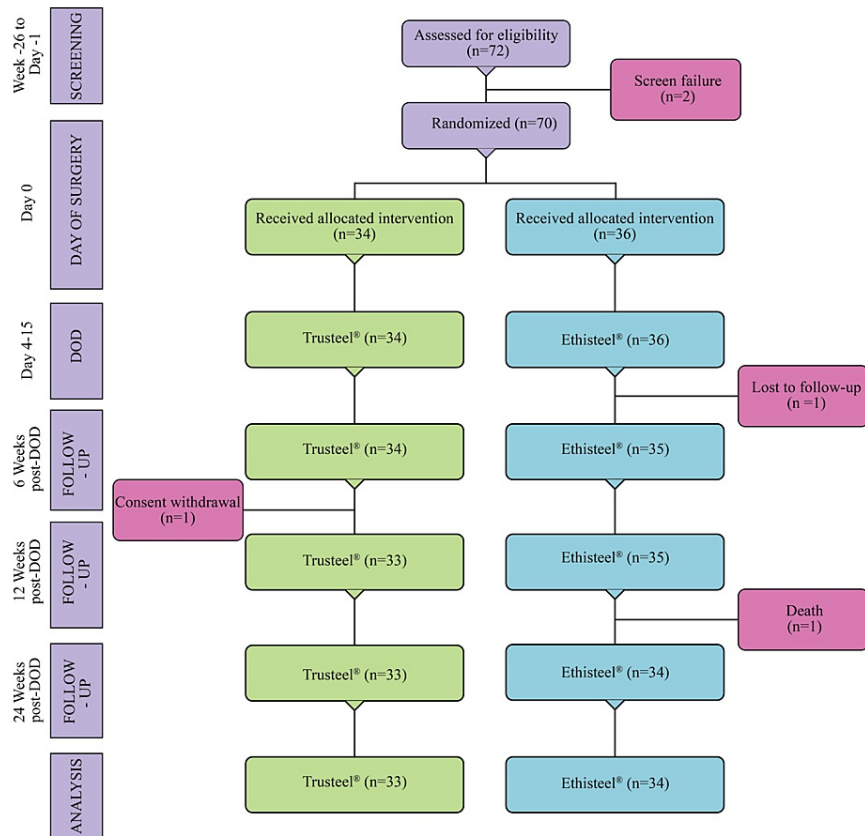 Week -26 to
Day -1
SCREENING
Assessed for eligibility
(n=72)
Screen failure
(n=2)
Randomized (n=70)
Day 0
DAY OF SURGERY
Received allocated intervention
(n=34)
Received allocated intervention
(n=36)
Day 4-15
DOD
Trusteel® (n=34)
Ethisteel® (n=36)
Lost to follow-up
(n =1)
6 Weeks
post-DOD
FOLLOW
- UP
Trusteel® (n=34)
Ethisteel® (n=35)
Consent withdrawal
(n=1)
12 Weeks
post-DOD
FOLLOW
- UP
Trusteel® (n=33)
Ethisteel® (n=35)
Death
(n=1)
24 Weeks
post-DOD
FOLLOW
- UP
Trusteel® (n=33)
Ethisteel® (n=34)
ANALYSIS
Trusteel® (n=33)
Ethisteel® (n=34)